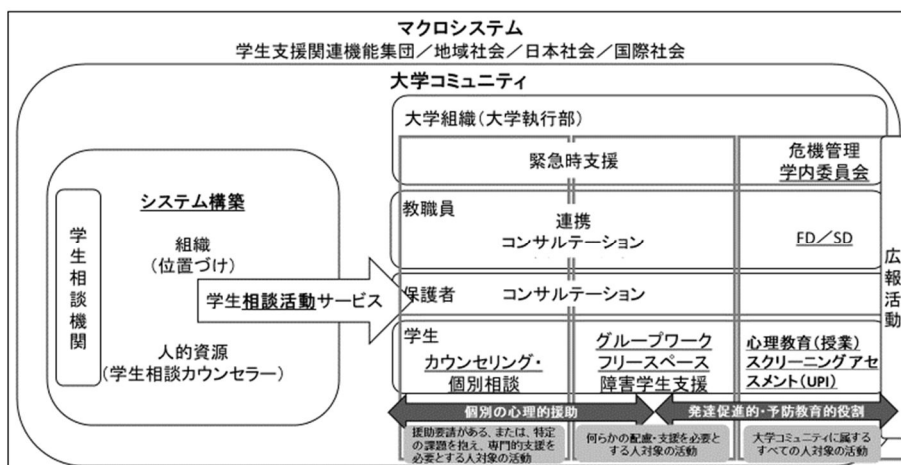 マクロシステム
学生支援関連機能集団／地域社会／日本社会／国際社会
大学コミュニティ
大学組織(大学執行部)
緊急時支援
危機管理
学内委員会
学生相談機関
システム構築
組織
(位置づけ)
人的資源
(学生相談カウンセラー)
学生相談活動サービス
教職員
連携
コンサルテーション
FD／SD
保護者
コンサルテーション
学生
カウンセリング・
個別相談
グループワーク
フリースペース
障害学生支援
心理教育(授業)
スクリーニングアセ
スメント(UPI)
広報活動
個別の心理的援助
発達促進的・予防教育的役割
援助要請がある、または、特定
の課題を抱え、専門的支援を
必要とする人対象の活動
何らかの配慮・支援を必要と
する人対象の活動
大学コミュニティに属する
すべての人対象の活動